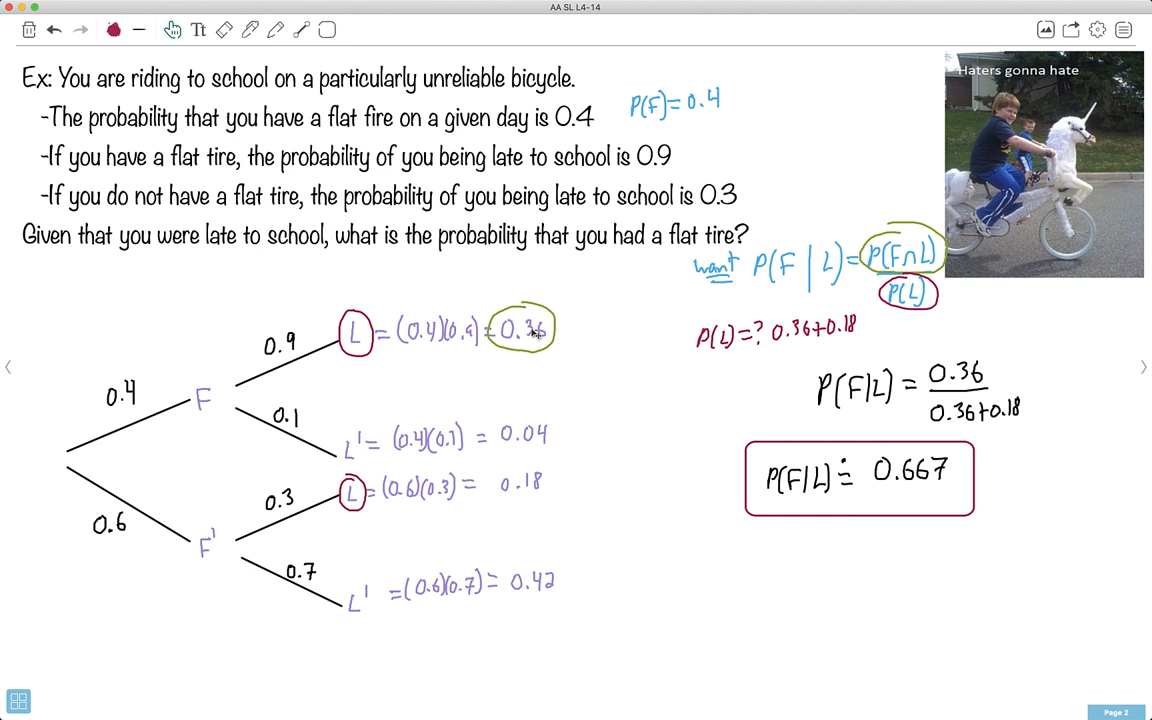 AA SL L4-14
Tt
Ex: You are riding to school on a particularly unreliable bicycle.
-The probability that you have a flat fire on a given day is 0.4
P(F)=0.4
-If you have a flat tire, the probability of you being late to school is 0.9
-If you do not have a flat tire, the probability of you being late to school is 0.3
Given that you were late to school, what is the probability that you had a flat tire?
Haters gonna hate
want P(F|L)=P(F∩L)
P(L)
P(L)=? 0.36+0.18
P(F|L) = 0.36
0.36+0.18
P(F|L) ≐ 0.667
0.4
F
0.9
L = (0.4)(0.9)= 0.36
0.1
L' = (0.4)(0.1) = 0.04
0.6
F'
0.3
L = (0.6)(0.3) = 0.18
0.7
L' =(0.6)(0.7)= 0.42
Page 2